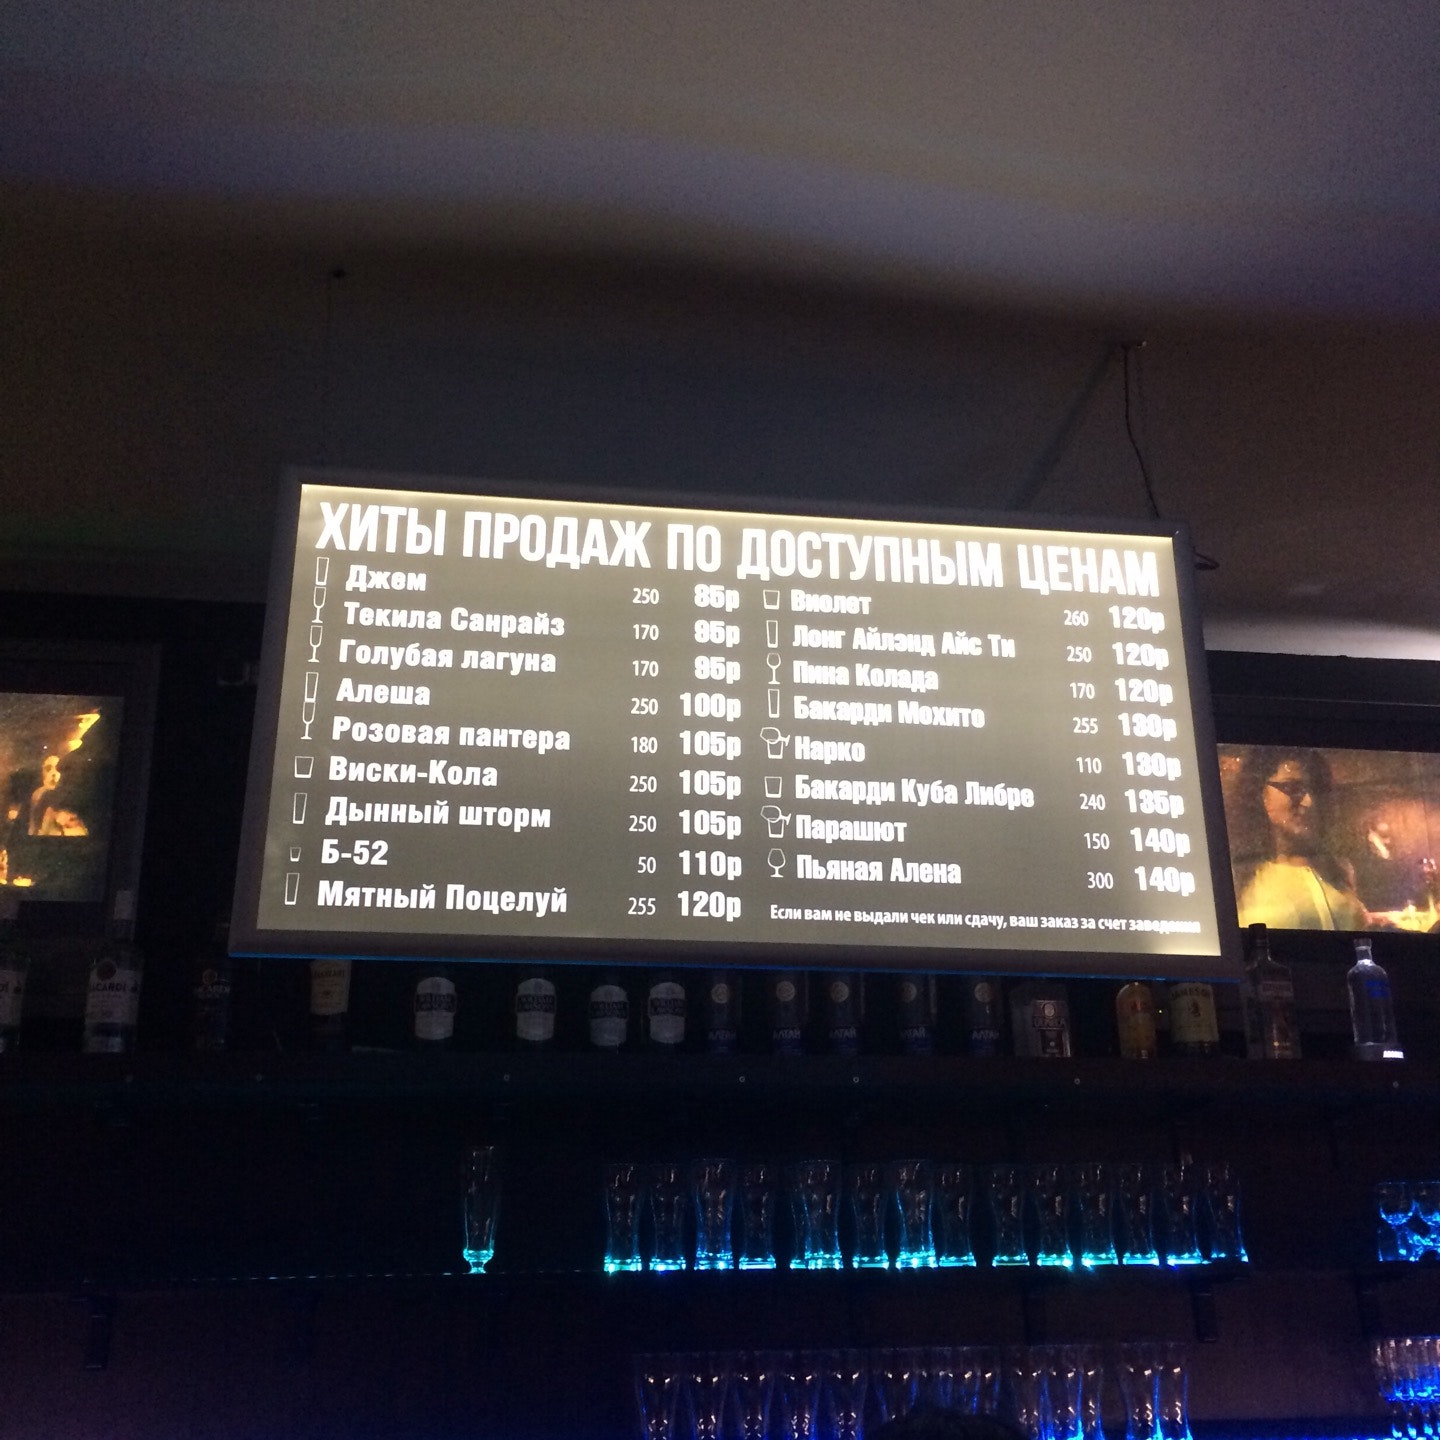 ХИТЫ ПРОДАЖ ПО ДОСТУПНЫМ ЦЕНАМ
Джем 250 85р
Текила Санрайз 170 95р
Голубая лагуна 170 95р
Алеша 250 100р
Розовая пантера 180 105р
Виски-Кола 250 105р
Дынный шторм 250 105р
Б-52 50 110р
Мятный Поцелуй 255 120р
Виолет 260 120р
Лонг Айлэнд Айс Ти 250 120р
Пина Колада 170 120р
Бакарди Мохито 255 130р
Нарко 110 130р
Бакарди Куба Либре 240 135р
Парашют 150 140р
Пьяная Алена 300 140р
Если вам не выдали чек или сдачу, ваш заказ за счет заведения